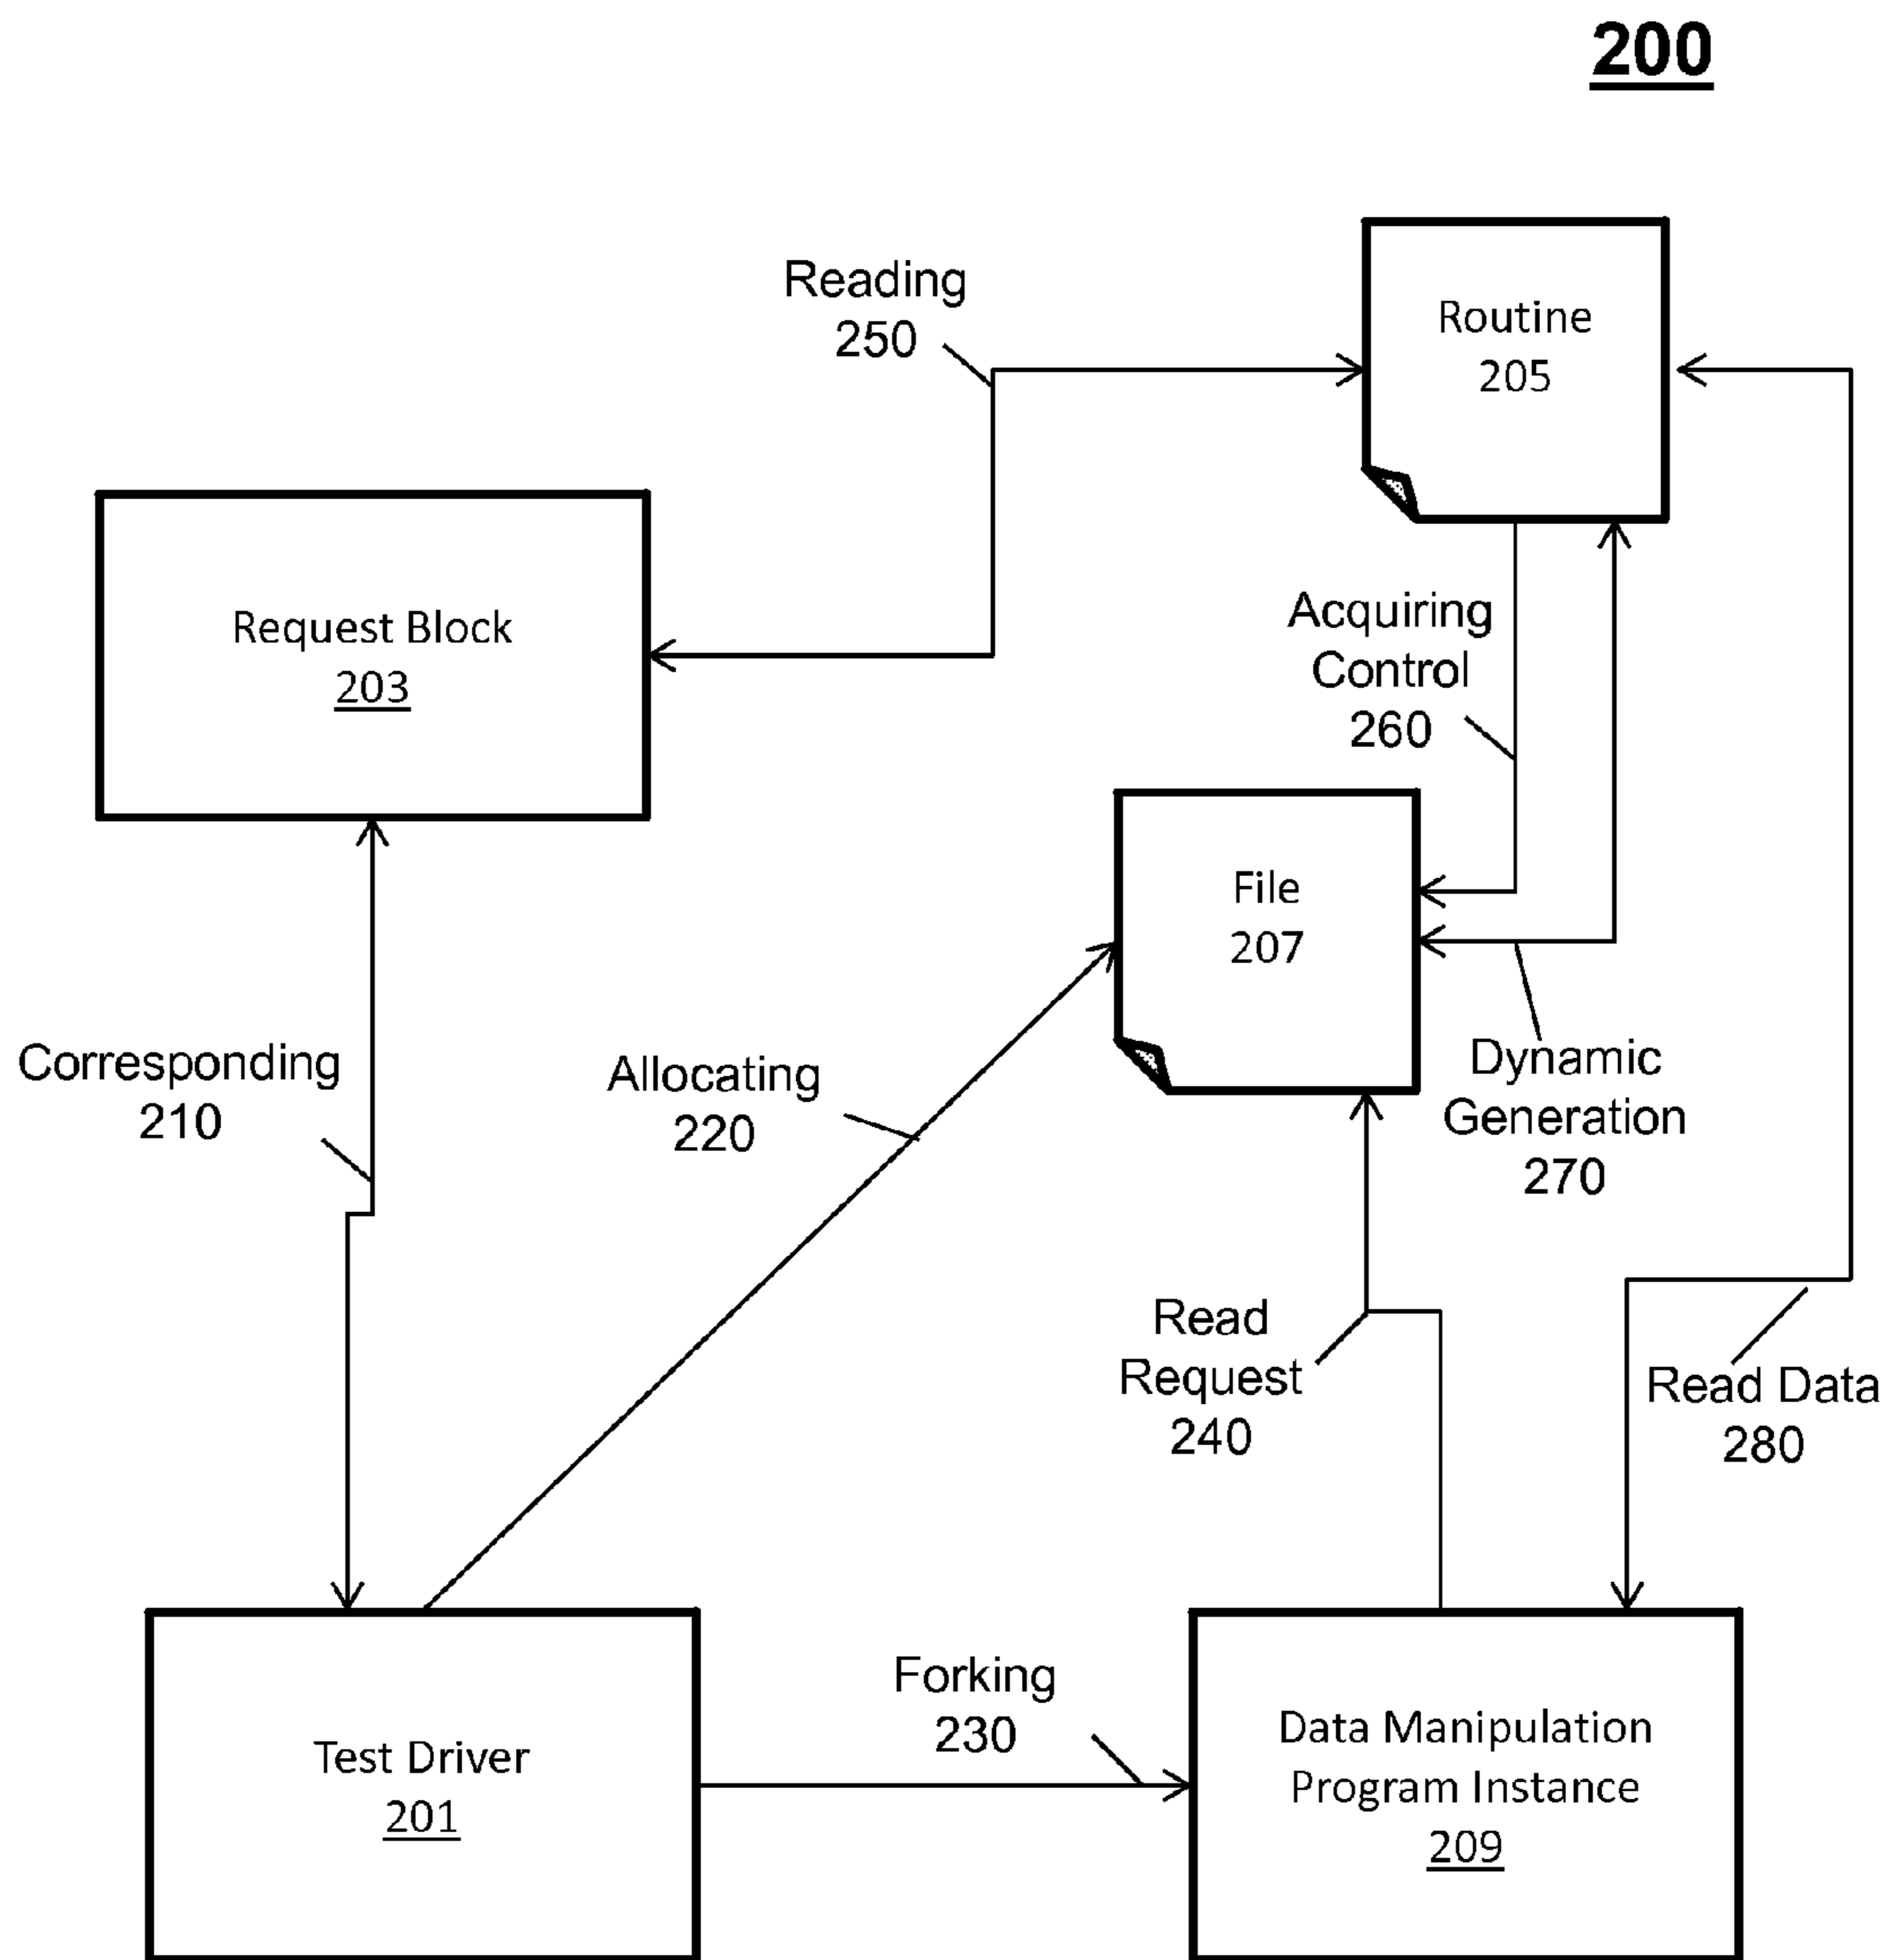 200
Reading
250
Routine
205
Request Block
203
Acquiring
Control
260
File
207
Corresponding
210
Allocating
220
Dynamic
Generation
270
Read
Request
240
Read Data
280
Forking
230
Test Driver
201
Data Manipulation
Program Instance
209